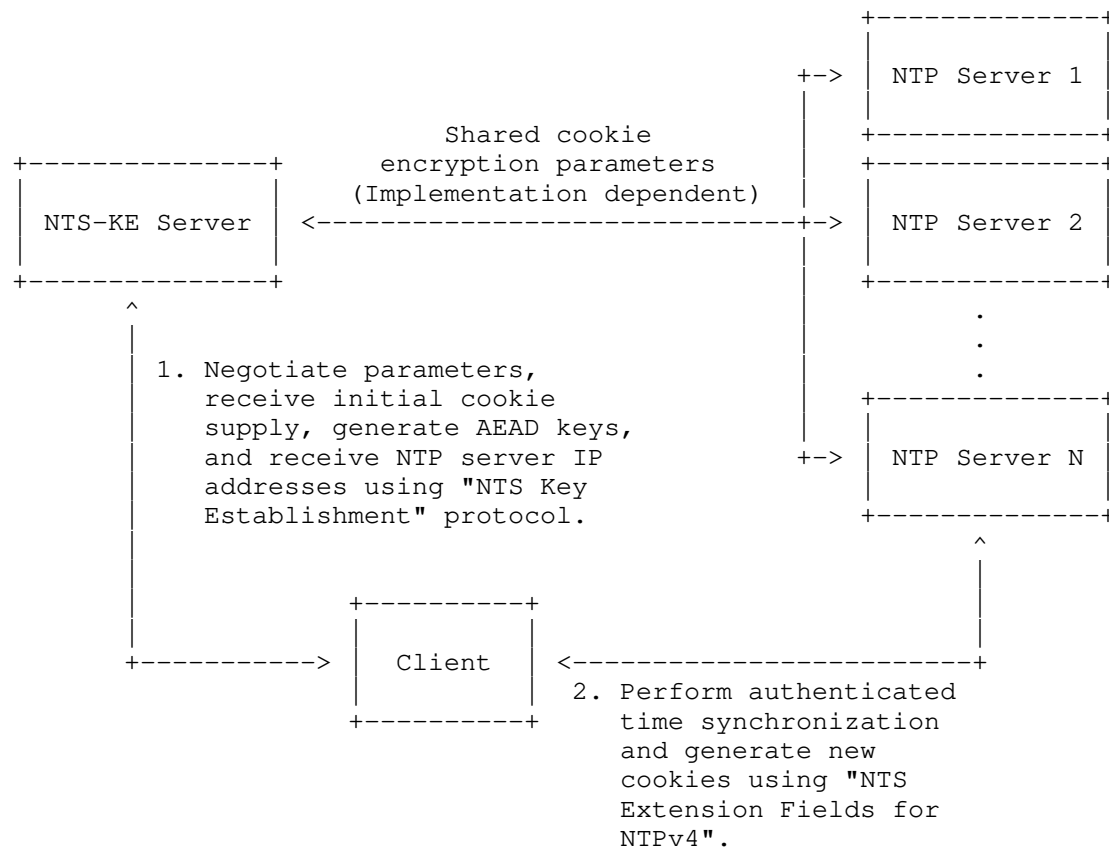 NTP Server 1
Shared cookie
encryption parameters
(Implementation dependent)
NTS-KE Server
NTP Server 2
.
.
.
1. Negotiate parameters,
receive initial cookie
supply, generate AEAD keys,
and receive NTP server IP
addresses using "NTS Key
Establishment" protocol.
NTP Server N
Client
2. Perform authenticated
time synchronization
and generate new
cookies using "NTS
Extension Fields for
NTPv4".